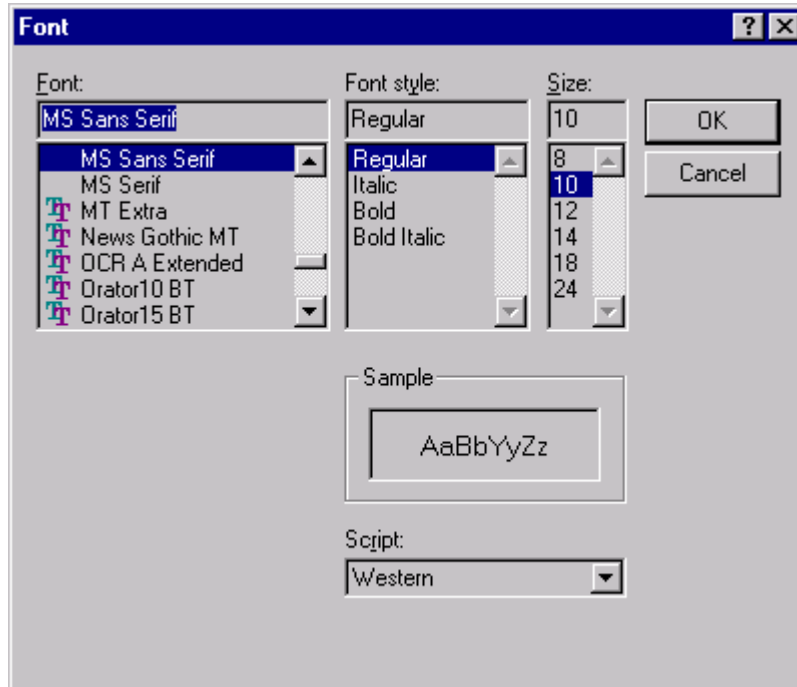 Font
Font:
MS Sans Serif
MS Sans Serif
MS Serif
MT Extra
News Gothic MT
OCR A Extended
Orator10 BT
Orator15 BT
Font style:
Regular
Regular
Italic
Bold
Bold Italic
Size:
10
8
10
12
14
18
24
OK
Cancel
Sample
AaBbYyZz
Script:
Western